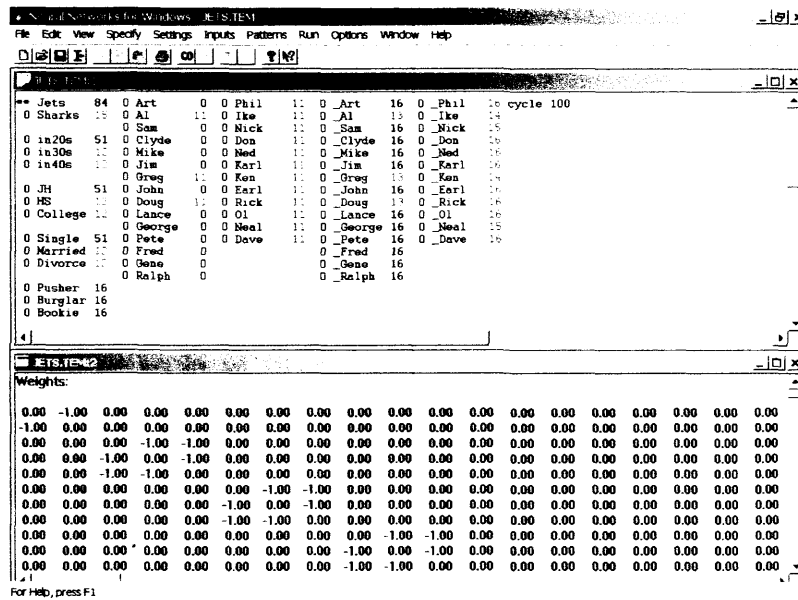 Neural Networks for Windows - JETS.TEM
File Edit View Specify Settings Inputs Patterns Run Options Window Help
** Jets 84 0 Art 0 0 Phil 11 0 _Art 16 0 _Phil 16 cycle 100
0 Sharks 0 Al 11 0 Ike 11 0 _Al 13 0 _Ike 14
0 Sam 0 0 Nick 11 0 _Sam 16 0 _Nick 15
0 in20s 51 0 Clyde 0 0 Don 11 0 _Clyde 16 0 _Don 16
0 in30s 0 Mike 0 0 Ned 11 0 _Mike 16 0 _Ned 16
0 in40s 0 Jim 0 0 Karl 11 0 _Jim 16 0 _Karl 16
0 Greg 11 0 Ken 11 0 _Greg 13 0 _Ken 14
0 JH 51 0 John 0 0 Earl 11 0 _John 16 0 _Earl 16
0 HS 0 Doug 11 0 Rick 11 0 _Doug 13 0 _Rick 16
0 College 0 Lance 0 0 Ol 11 0 _Lance 16 0 _Ol 16
0 George 0 0 Neal 11 0 _George 16 0 _Neal 15
0 Single 51 0 Pete 0 0 Dave 11 0 _Pete 16 0 _Dave 16
0 Married 0 Fred 0 0 _Fred 16
0 Divorce 0 Gene 0 0 _Gene 16
0 Ralph 0 0 _Ralph 16
0 Pusher 16
0 Burglar 16
0 Bookie 16
JETS.TEM:2
Weights:
0.00 -1.00 0.00 0.00 0.00 0.00 0.00 0.00 0.00 0.00 0.00 0.00 0.00 0.00 0.00 0.00 0.00 0.00 0.00
-1.00 0.00 0.00 0.00 0.00 0.00 0.00 0.00 0.00 0.00 0.00 0.00 0.00 0.00 0.00 0.00 0.00 0.00 0.00
0.00 0.00 0.00 -1.00 -1.00 0.00 0.00 0.00 0.00 0.00 0.00 0.00 0.00 0.00 0.00 0.00 0.00 0.00 0.00
0.00 0.00 -1.00 0.00 -1.00 0.00 0.00 0.00 0.00 0.00 0.00 0.00 0.00 0.00 0.00 0.00 0.00 0.00 0.00
0.00 0.00 -1.00 -1.00 0.00 0.00 0.00 0.00 0.00 0.00 0.00 0.00 0.00 0.00 0.00 0.00 0.00 0.00 0.00
0.00 0.00 0.00 0.00 0.00 0.00 -1.00 -1.00 0.00 0.00 0.00 0.00 0.00 0.00 0.00 0.00 0.00 0.00 0.00
0.00 0.00 0.00 0.00 0.00 -1.00 0.00 -1.00 0.00 0.00 0.00 0.00 0.00 0.00 0.00 0.00 0.00 0.00 0.00
0.00 0.00 0.00 0.00 0.00 -1.00 -1.00 0.00 0.00 0.00 0.00 0.00 0.00 0.00 0.00 0.00 0.00 0.00 0.00
0.00 0.00 0.00 0.00 0.00 0.00 0.00 0.00 0.00 -1.00 -1.00 0.00 0.00 0.00 0.00 0.00 0.00 0.00 0.00
0.00 0.00 0.00 0.00 0.00 0.00 0.00 0.00 -1.00 0.00 -1.00 0.00 0.00 0.00 0.00 0.00 0.00 0.00 0.00
0.00 0.00 0.00 0.00 0.00 0.00 0.00 0.00 -1.00 -1.00 0.00 0.00 0.00 0.00 0.00 0.00 0.00 0.00 0.00
For Help, press F1